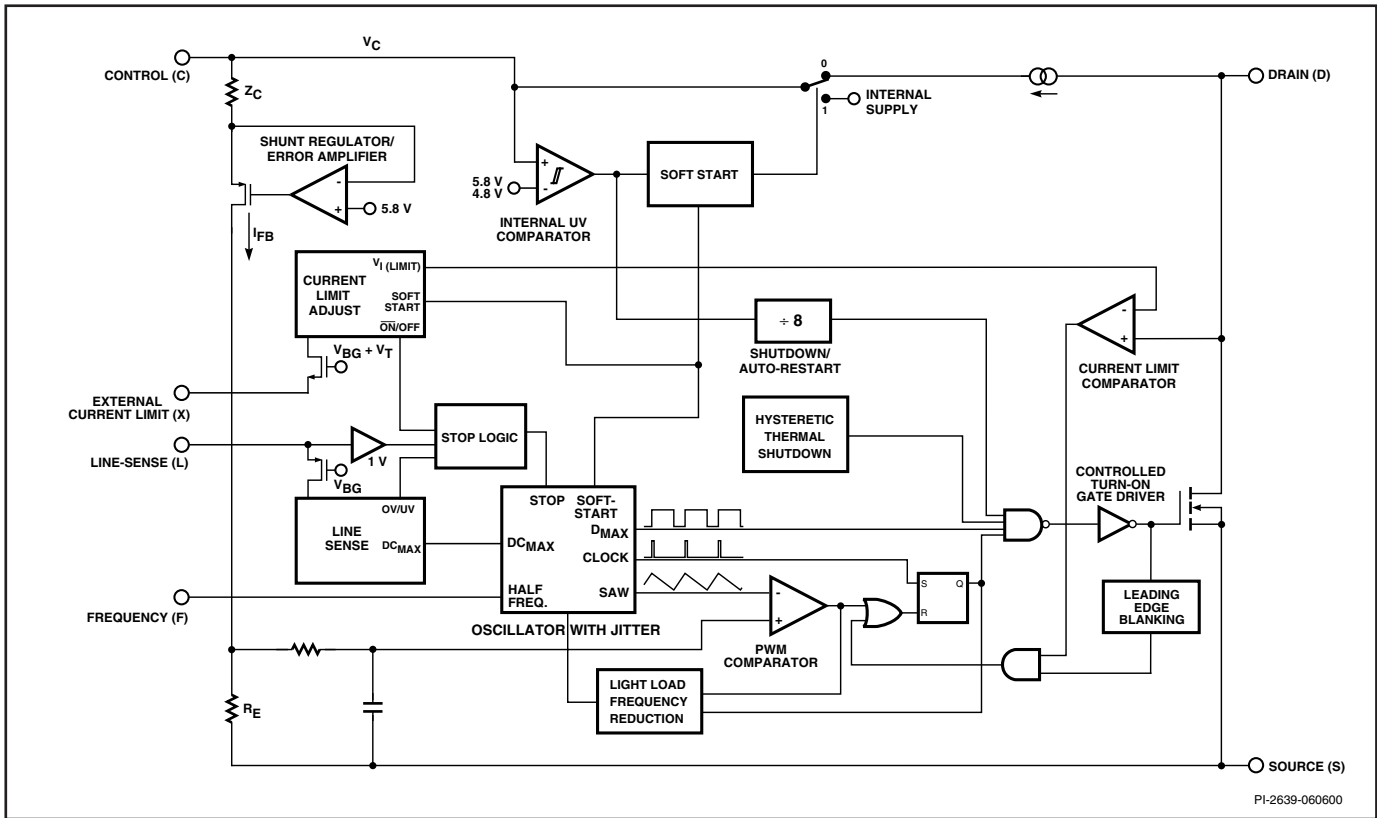 V_C
CONTROL (C)
Z_C
0
1
INTERNAL
SUPPLY
DRAIN (D)
SHUNT REGULATOR/
ERROR AMPLIFIER
-
+
5.8 V
I_FB
+
-
5.8 V
4.8 V
INTERNAL UV
COMPARATOR
SOFT START
CURRENT
LIMIT
ADJUST
V_I (LIMIT)
SOFT
START
O̅N̅/OFF
V_BG + V_T
÷ 8
SHUTDOWN/
AUTO-RESTART
-
+
CURRENT LIMIT
COMPARATOR
EXTERNAL
CURRENT LIMIT (X)
HYSTERETIC
THERMAL
SHUTDOWN
LINE-SENSE (L)
1 V
STOP LOGIC
V_BG
CONTROLLED
TURN-ON
GATE DRIVER
OV/UV
LINE
SENSE
DC_MAX
STOP
SOFT-
START
D_MAX
DC_MAX
CLOCK
HALF
FREQ.
SAW
OSCILLATOR WITH JITTER
FREQUENCY (F)
-
+
PWM
COMPARATOR
S
Q
R
LEADING
EDGE
BLANKING
LIGHT LOAD
FREQUENCY
REDUCTION
R_E
SOURCE (S)
PI-2639-060600